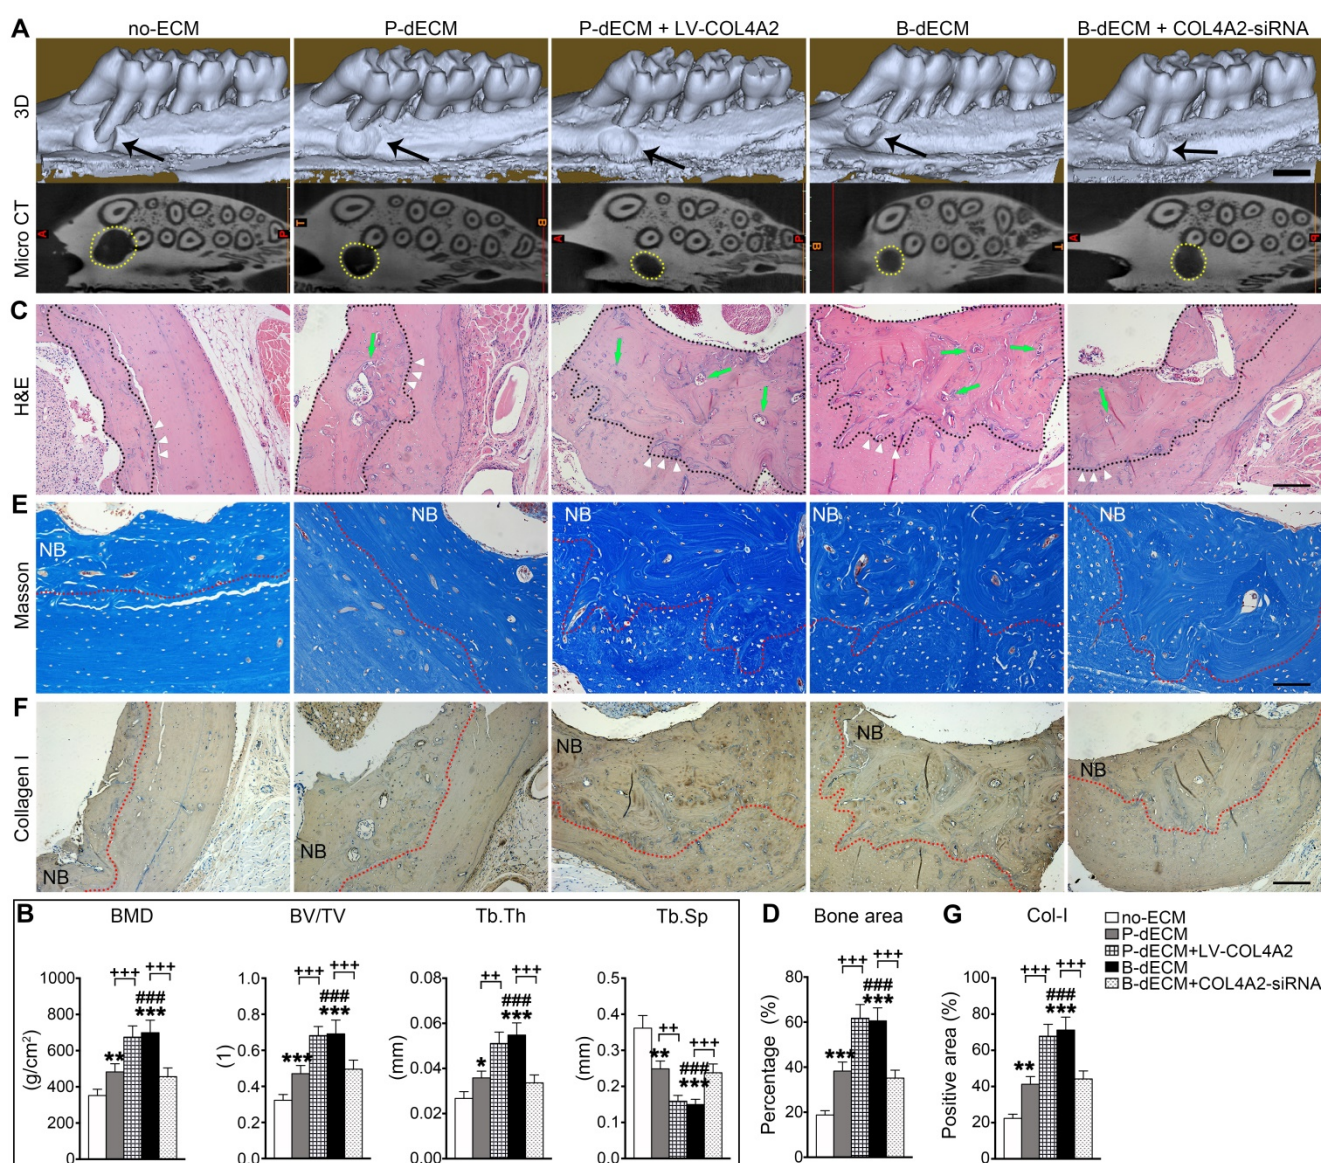 A
no-ECM
P-dECM
P-dECM + LV-COL4A2
B-dECM
B-dECM + COL4A2-siRNA
3D
Micro CT
A
P
T
B
A
P
B
T
A
P
C
H&E
E
Masson
NB
NB
NB
NB
NB
F
Collagen I
NB
NB
NB
NB
NB
B
BMD
BV/TV
Tb.Th
Tb.Sp
D
Bone area
G
Col-I
no-ECM
P-dECM
P-dECM+LV-COL4A2
B-dECM
B-dECM+COL4A2-siRNA
(g/cm²)
1000
800
600
400
200
0
**
+++
###
***
+++
(1)
1.0
0.8
0.6
0.4
0.2
0.0
***
+++
###
***
+++
(mm)
0.08
0.06
0.04
0.02
0.00
*
++
###
***
+++
(mm)
0.5
0.4
0.3
0.2
0.1
0.0
**
++
###
***
+++
Percentage (%)
80
60
40
20
0
***
+++
###
***
+++
Positive area (%)
100
80
60
40
20
0
**
+++
###
***
+++